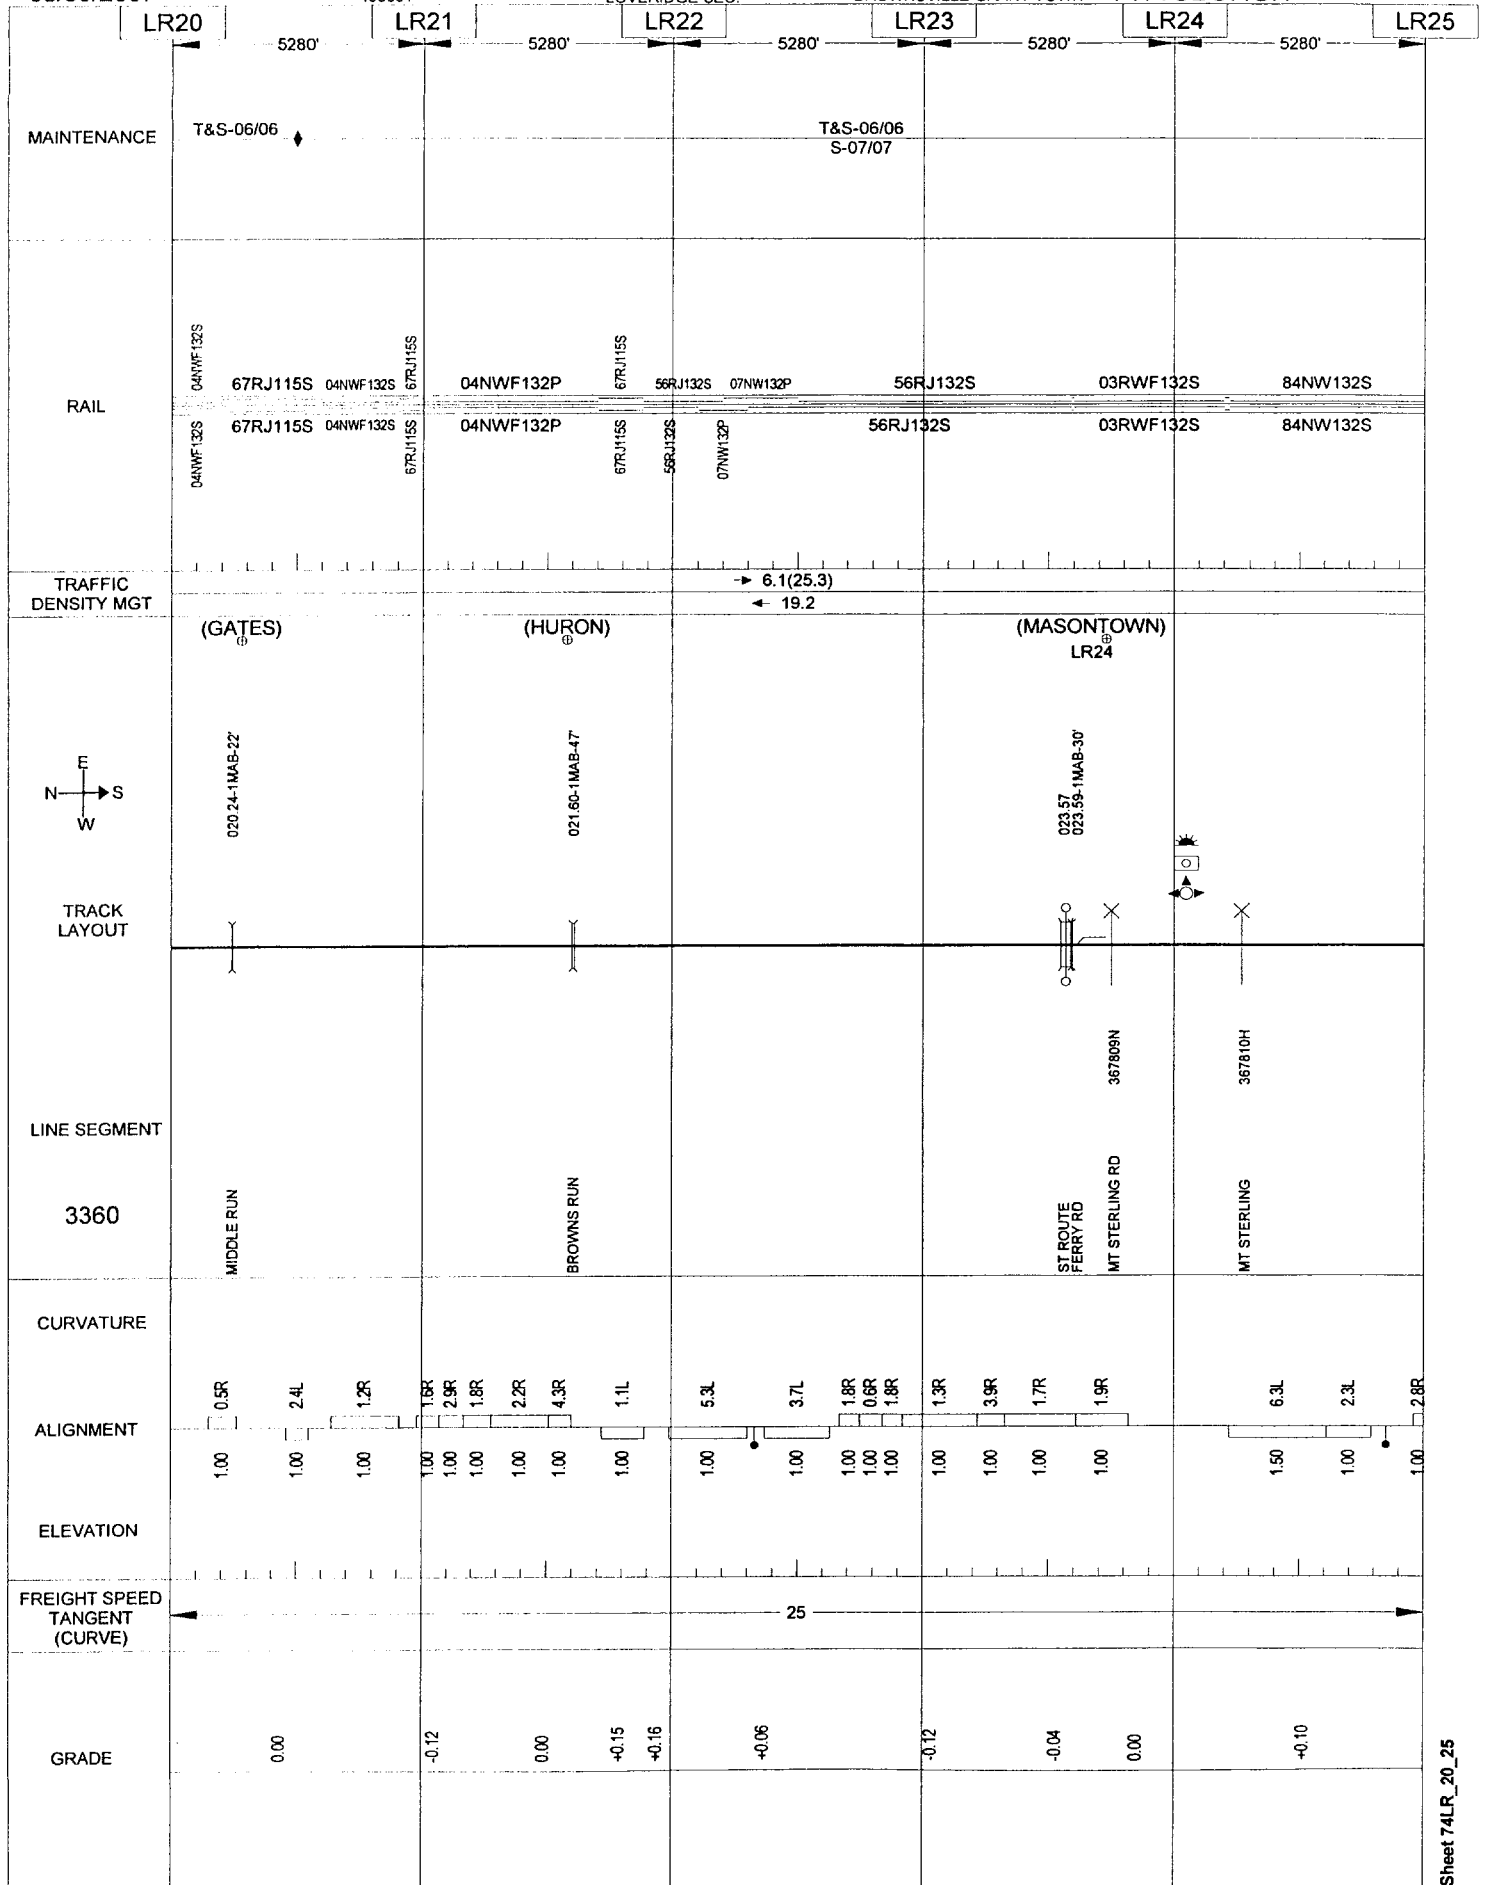 LR20 LR21 LR22 LR23 LR24 LR25
5280' 5280' 5280' 5280' 5280'
MAINTENANCE
T&S-06/06
T&S-06/06
S-07/07
RAIL
04NWF132S 67RJ115S 04NWF132S 67RJ115S 04NWF132P 67RJ115S 56RJ132S 07NW132P 56RJ132S 03RWF132S 84NW132S
04NWF132S 67RJ115S 04NWF132S 67RJ115S 04NWF132P 67RJ115S 56RJ132S 07NW132P 56RJ132S 03RWF132S 84NW132S
TRAFFIC
DENSITY MGT
6.1(25.3)
19.2
(GATES) (HURON) (MASONTOWN)
LR24
E
N S
W
020.24-1MAB-22'
021.60-1MAB-47'
023.57
023.59-1MAB-30'
TRACK
LAYOUT
367809N
367810H
LINE SEGMENT
3360
MIDDLE RUN
BROWNS RUN
ST ROUTE
FERRY RD
MT STERLING RD
MT STERLING
CURVATURE
0.5R 2.4L 1.2R 1.6R 2.9R 1.8R 2.2R 4.3R 1.1L 5.3L 3.7L 1.8R 0.6R 1.8R 1.3R 3.9R 1.7R 1.9R 6.3L 2.3L 2.8R
ALIGNMENT
1.00 1.00 1.00 1.00 1.00 1.00 1.00 1.00 1.00 1.00 1.00 1.00 1.00 1.00 1.00 1.00 1.00 1.00 1.50 1.00 1.00
ELEVATION
FREIGHT SPEED
TANGENT
(CURVE)
25
GRADE
0.00 -0.12 0.00 +0.15 +0.16 +0.06 -0.12 -0.04 0.00 +0.10
Sheet 74LR_20_25